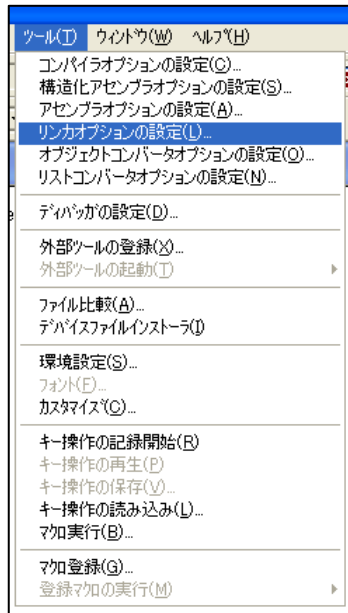 ツール(T) ウィンドウ(W) ヘルプ(H)
コンパイラオプションの設定(C)...
構造化アセンブラオプションの設定(S)...
アセンブラオプションの設定(A)...
リンカオプションの設定(L)...
オブジェクトコンバータオプションの設定(O)...
リストコンバータオプションの設定(N)...
ディバッガの設定(D)...
外部ツールの登録(X)...
外部ツールの起動(T)
ファイル比較(A)...
デバイスファイルインストーラ(I)
環境設定(S)...
フォント(F)...
カスタマイズ(C)...
キー操作の記録開始(R)
キー操作の再生(P)
キー操作の保存(V)...
キー操作の読み込み(L)...
マクロ実行(B)...
マクロ登録(G)...
登録マクロの実行(M)